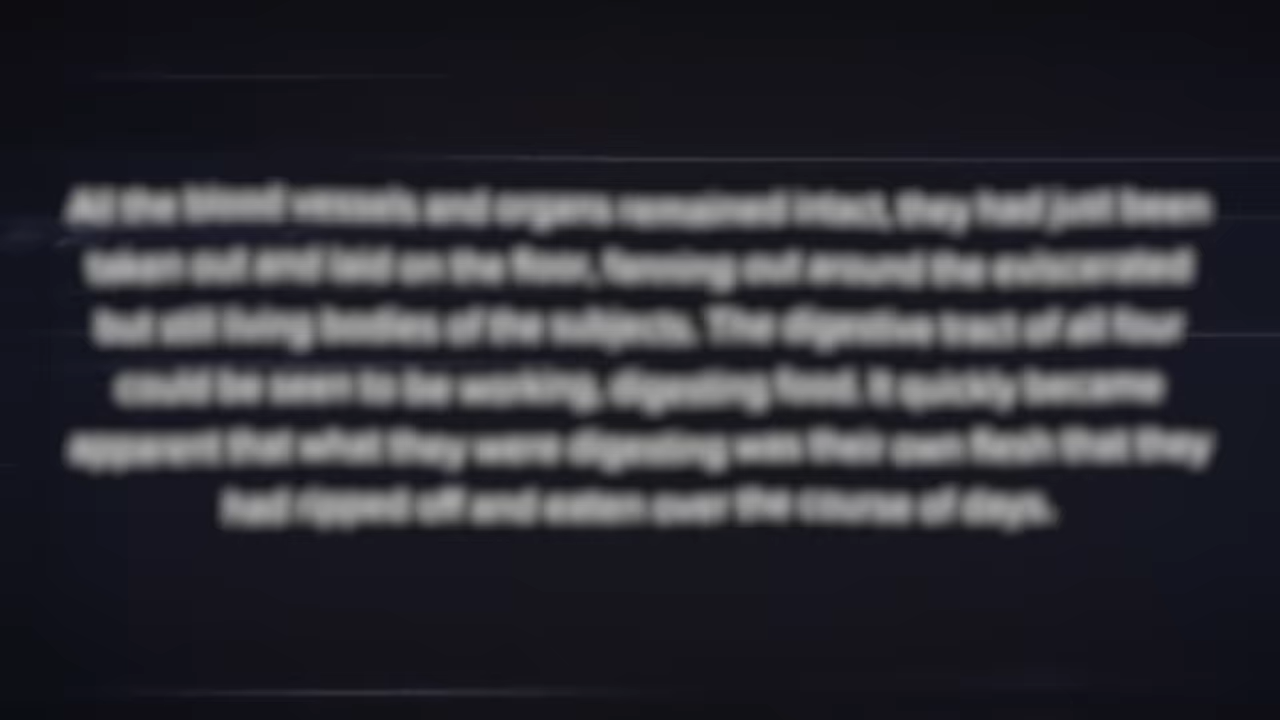 All the blood vessels and organs remained intact, they had just been
taken out and laid on the floor, fanning out around the eviscerated
but still living bodies of the subjects. The digestive tract of all four
could be seen to be working, digesting food. It quickly became
apparent that what they were digesting was their own flesh that they
had ripped off and eaten over the course of days.